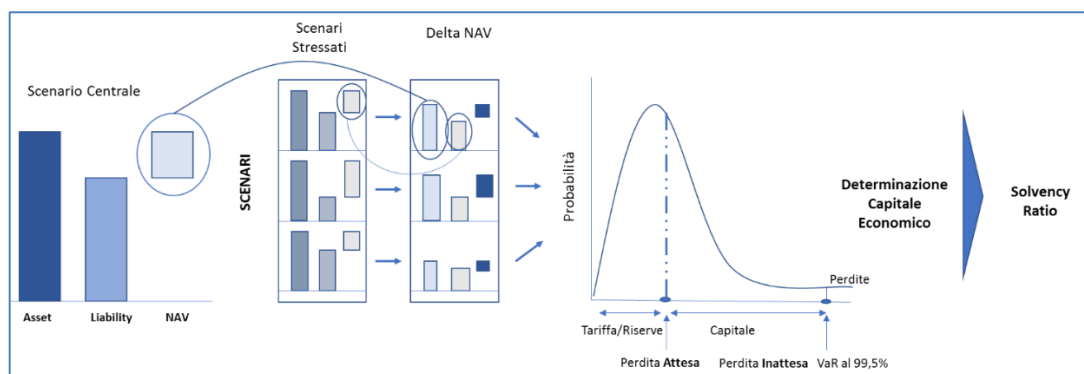 Scenario Centrale
Asset
Liability
NAV
Scenari
Stressati
SCENARI
Delta NAV
Probabilità
Perdite
Tariffa/Riserve
Capitale
Perdita Attesa
Perdita Inattesa
VaR al 99,5%
Determinazione
Capitale
Economico
Solvency
Ratio